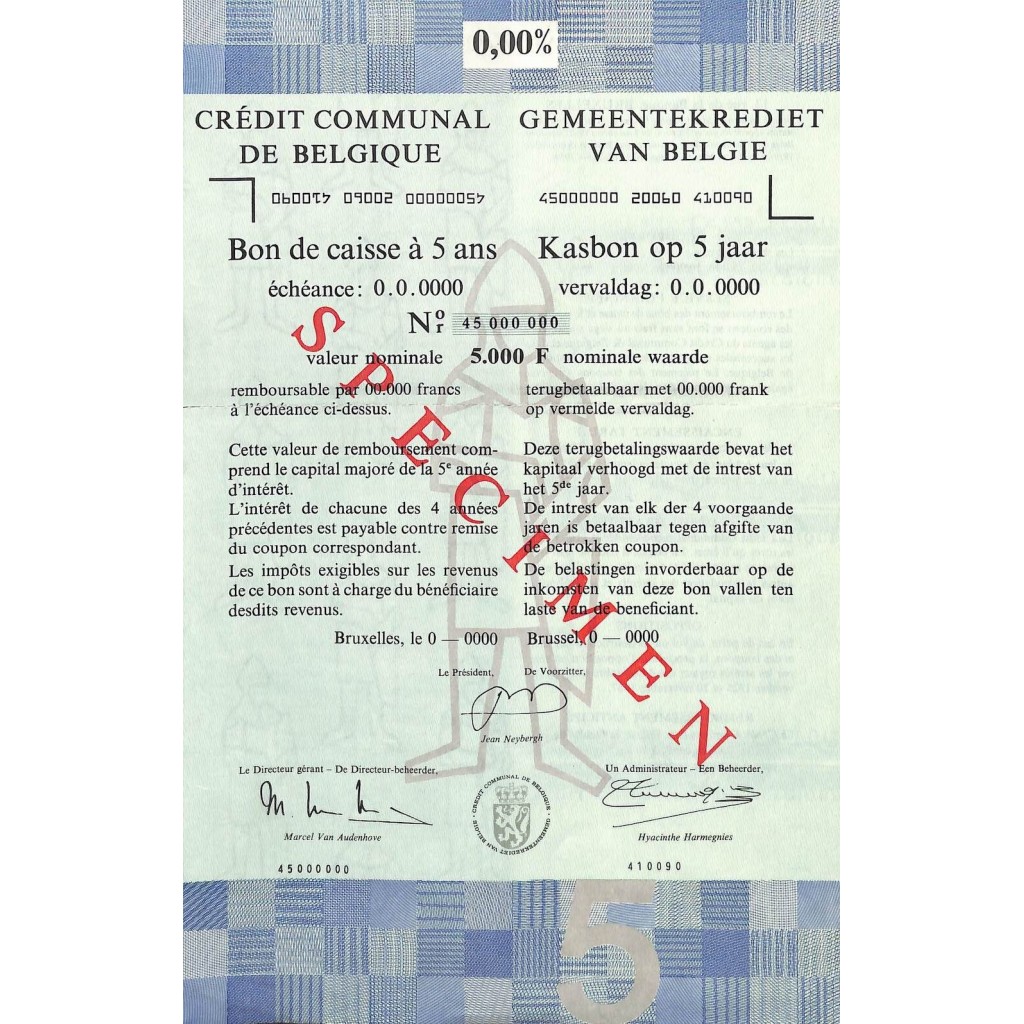 0,00%
CRÉDIT COMMUNAL DE BELGIQUE
GEMEENTEKREDIET VAN BELGIE
45000000 20060 410090
45000000 20060 410090
Bon de caisse à 5 ans
échéance: 0.0.0000
Kasbon op 5 jaar
vervaldag: 0.0.0000
Nor 45 000 000
valeur nominale 5.000 F nominale waarde
remboursable par 00.000 francs
à l'échéance ci-dessus.
Cette valeur de remboursement com-
prend le capital majoré de la 5e année
d'intérêt.
L'intérêt de chacune des 4 années
précédentes est payable contre remise
du coupon correspondant.
Les impôts exigibles sur les revenus
de ce bon sont à charge du bénéficiaire
desdits revenus.
Bruxelles, le 0 — 0000
terugbetaalbaar met 00.000 frank
op vermelde vervaldag.
Deze terugbetalingswaarde bevat het
kapitaal verhoogd met de intrest van
het 5de jaar.
De intrest van elk der 4 voorgaande
jaren is betaalbaar tegen afgifte van
de betrokken coupon.
De belastingen invorderbaar op de
inkomsten van deze bon vallen ten
laste van de beneficiant.
Brussel, 0 — 0000
SPECIMEN
Le Président, De Voorzitter,
Jean Neybergh
Le Directeur gérant – De Directeur-beheerder,
Marcel Van Audenhove
45000000
CRÉDIT COMMUNAL DE BELGIQUE · GEMEENTEKREDIET VAN BELGIE ·
Un Administrateur – Een Beheerder,
Hyacinthe Harmegnies
410090
5